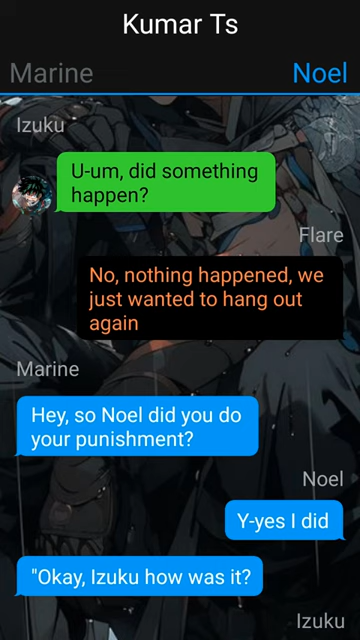 Kumar Ts
Marine
Noel
Izuku
U-um, did something
happen?
Flare
No, nothing happened, we
just wanted to hang out
again
Marine
Hey, so Noel did you do
your punishment?
Noel
Y-yes I did
"Okay, Izuku how was it?
Izuku